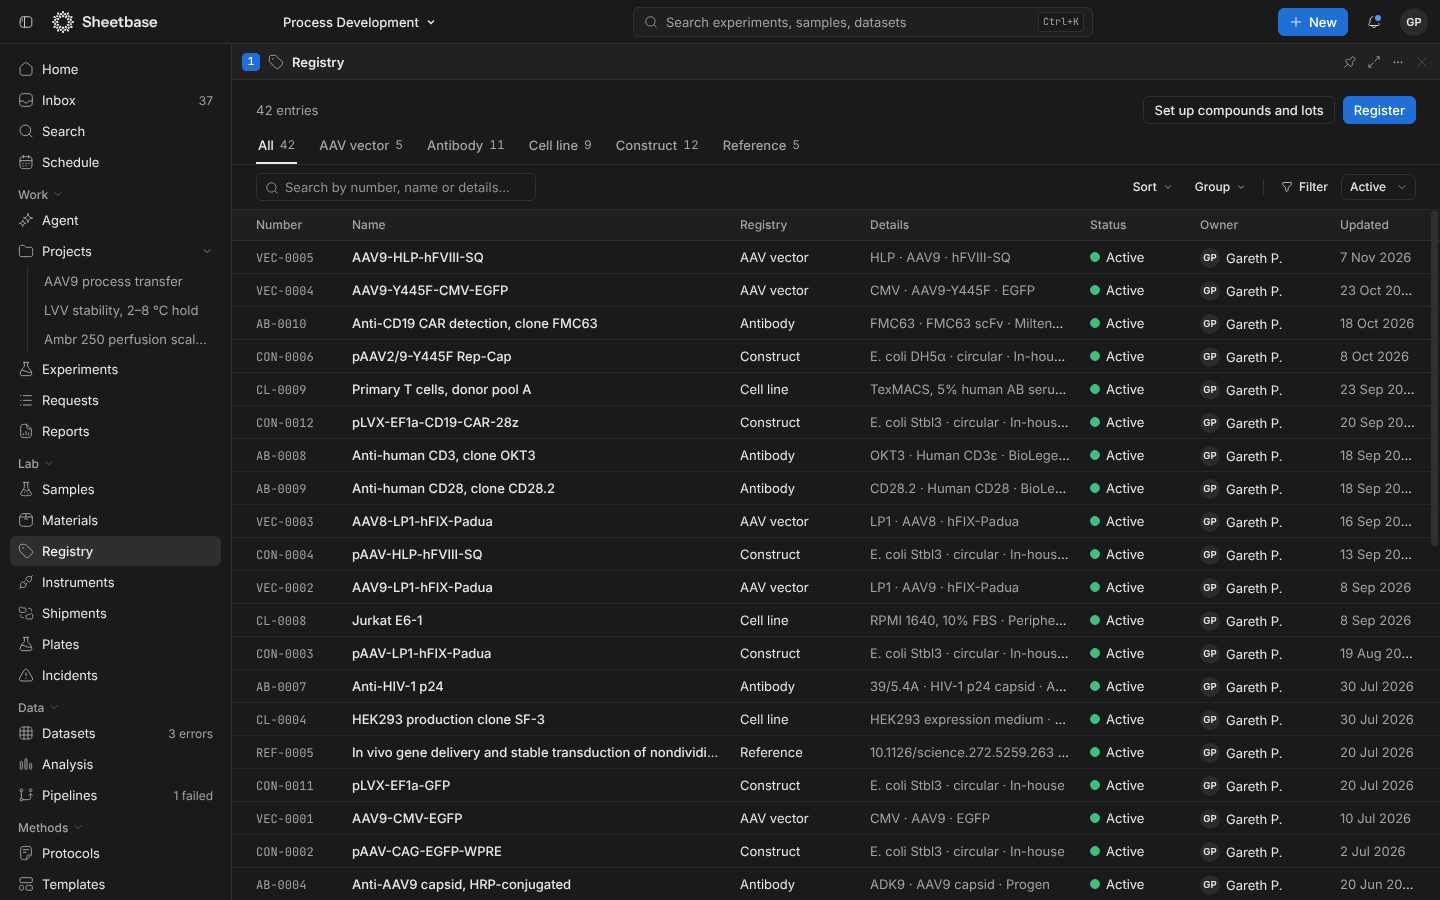 Sheetbase
Process Development
Search experiments, samples, datasets
Ctrl+K
New
GP
Home
Inbox 37
Search
Schedule
Work
Agent
Projects
AAV9 process transfer
LVV stability, 2–8 °C hold
Ambr 250 perfusion scal...
Experiments
Requests
Reports
Lab
Samples
Materials
Registry
Instruments
Shipments
Plates
Incidents
Data
Datasets 3 errors
Analysis
Pipelines 1 failed
Methods
Protocols
Templates
1 Registry
42 entries
Set up compounds and lots
Register
All 42 AAV vector 5 Antibody 11 Cell line 9 Construct 12 Reference 5
Search by number, name or details...
Sort Group Filter Active
Number Name Registry Details Status Owner Updated
VEC-0005 AAV9-HLP-hFVIII-SQ AAV vector HLP · AAV9 · hFVIII-SQ Active GP Gareth P. 7 Nov 2026
VEC-0004 AAV9-Y445F-CMV-EGFP AAV vector CMV · AAV9-Y445F · EGFP Active GP Gareth P. 23 Oct 20...
AB-0010 Anti-CD19 CAR detection, clone FMC63 Antibody FMC63 · FMC63 scFv · Milten... Active GP Gareth P. 18 Oct 2026
CON-0006 pAAV2/9-Y445F Rep-Cap Construct E. coli DH5α · circular · In-hou... Active GP Gareth P. 8 Oct 2026
CL-0009 Primary T cells, donor pool A Cell line TexMACS, 5% human AB seru... Active GP Gareth P. 23 Sep 20...
CON-0012 pLVX-EF1a-CD19-CAR-28z Construct E. coli Stbl3 · circular · In-hous... Active GP Gareth P. 20 Sep 20...
AB-0008 Anti-human CD3, clone OKT3 Antibody OKT3 · Human CD3ε · BioLege... Active GP Gareth P. 18 Sep 20...
AB-0009 Anti-human CD28, clone CD28.2 Antibody CD28.2 · Human CD28 · BioLe... Active GP Gareth P. 18 Sep 20...
VEC-0003 AAV8-LP1-hFIX-Padua AAV vector LP1 · AAV8 · hFIX-Padua Active GP Gareth P. 16 Sep 20...
CON-0004 pAAV-HLP-hFVIII-SQ Construct E. coli Stbl3 · circular · In-hous... Active GP Gareth P. 13 Sep 20...
VEC-0002 AAV9-LP1-hFIX-Padua AAV vector LP1 · AAV9 · hFIX-Padua Active GP Gareth P. 8 Sep 2026
CL-0008 Jurkat E6-1 Cell line RPMI 1640, 10% FBS · Periphe... Active GP Gareth P. 8 Sep 2026
CON-0003 pAAV-LP1-hFIX-Padua Construct E. coli Stbl3 · circular · In-hous... Active GP Gareth P. 19 Aug 20...
AB-0007 Anti-HIV-1 p24 Antibody 39/5.4A · HIV-1 p24 capsid · A... Active GP Gareth P. 30 Jul 2026
CL-0004 HEK293 production clone SF-3 Cell line HEK293 expression medium · ... Active GP Gareth P. 30 Jul 2026
REF-0005 In vivo gene delivery and stable transduction of nondividi... Reference 10.1126/science.272.5259.263 ... Active GP Gareth P. 20 Jul 2026
CON-0011 pLVX-EF1a-GFP Construct E. coli Stbl3 · circular · In-house Active GP Gareth P. 20 Jul 2026
VEC-0001 AAV9-CMV-EGFP AAV vector CMV · AAV9 · EGFP Active GP Gareth P. 10 Jul 2026
CON-0002 pAAV-CAG-EGFP-WPRE Construct E. coli Stbl3 · circular · In-house Active GP Gareth P. 2 Jul 2026
AB-0004 Anti-AAV9 capsid, HRP-conjugated Antibody ADK9 · AAV9 capsid · Progen Active GP Gareth P. 20 Jun 20...